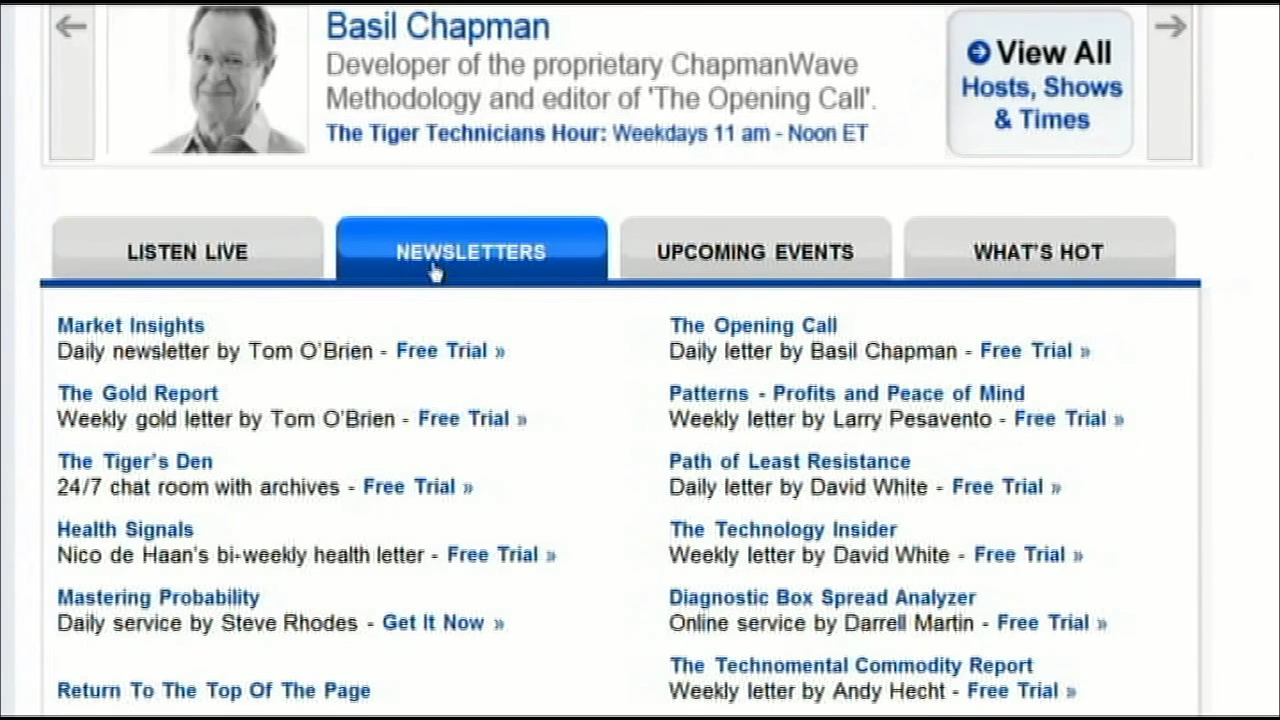 Basil Chapman
Developer of the proprietary ChapmanWave
Methodology and editor of 'The Opening Call'.
The Tiger Technicians Hour: Weekdays 11 am - Noon ET
View All
Hosts, Shows
& Times
LISTEN LIVE
NEWSLETTERS
UPCOMING EVENTS
WHAT'S HOT
Market Insights
Daily newsletter by Tom O'Brien - Free Trial »
The Gold Report
Weekly gold letter by Tom O'Brien - Free Trial »
The Tiger's Den
24/7 chat room with archives - Free Trial »
Health Signals
Nico de Haan's bi-weekly health letter - Free Trial »
Mastering Probability
Daily service by Steve Rhodes - Get It Now »
Return To The Top Of The Page
The Opening Call
Daily letter by Basil Chapman - Free Trial »
Patterns - Profits and Peace of Mind
Weekly letter by Larry Pesavento - Free Trial »
Path of Least Resistance
Daily letter by David White - Free Trial »
The Technology Insider
Weekly letter by David White - Free Trial »
Diagnostic Box Spread Analyzer
Online service by Darrell Martin - Free Trial »
The Technomental Commodity Report
Weekly letter by Andy Hecht - Free Trial »